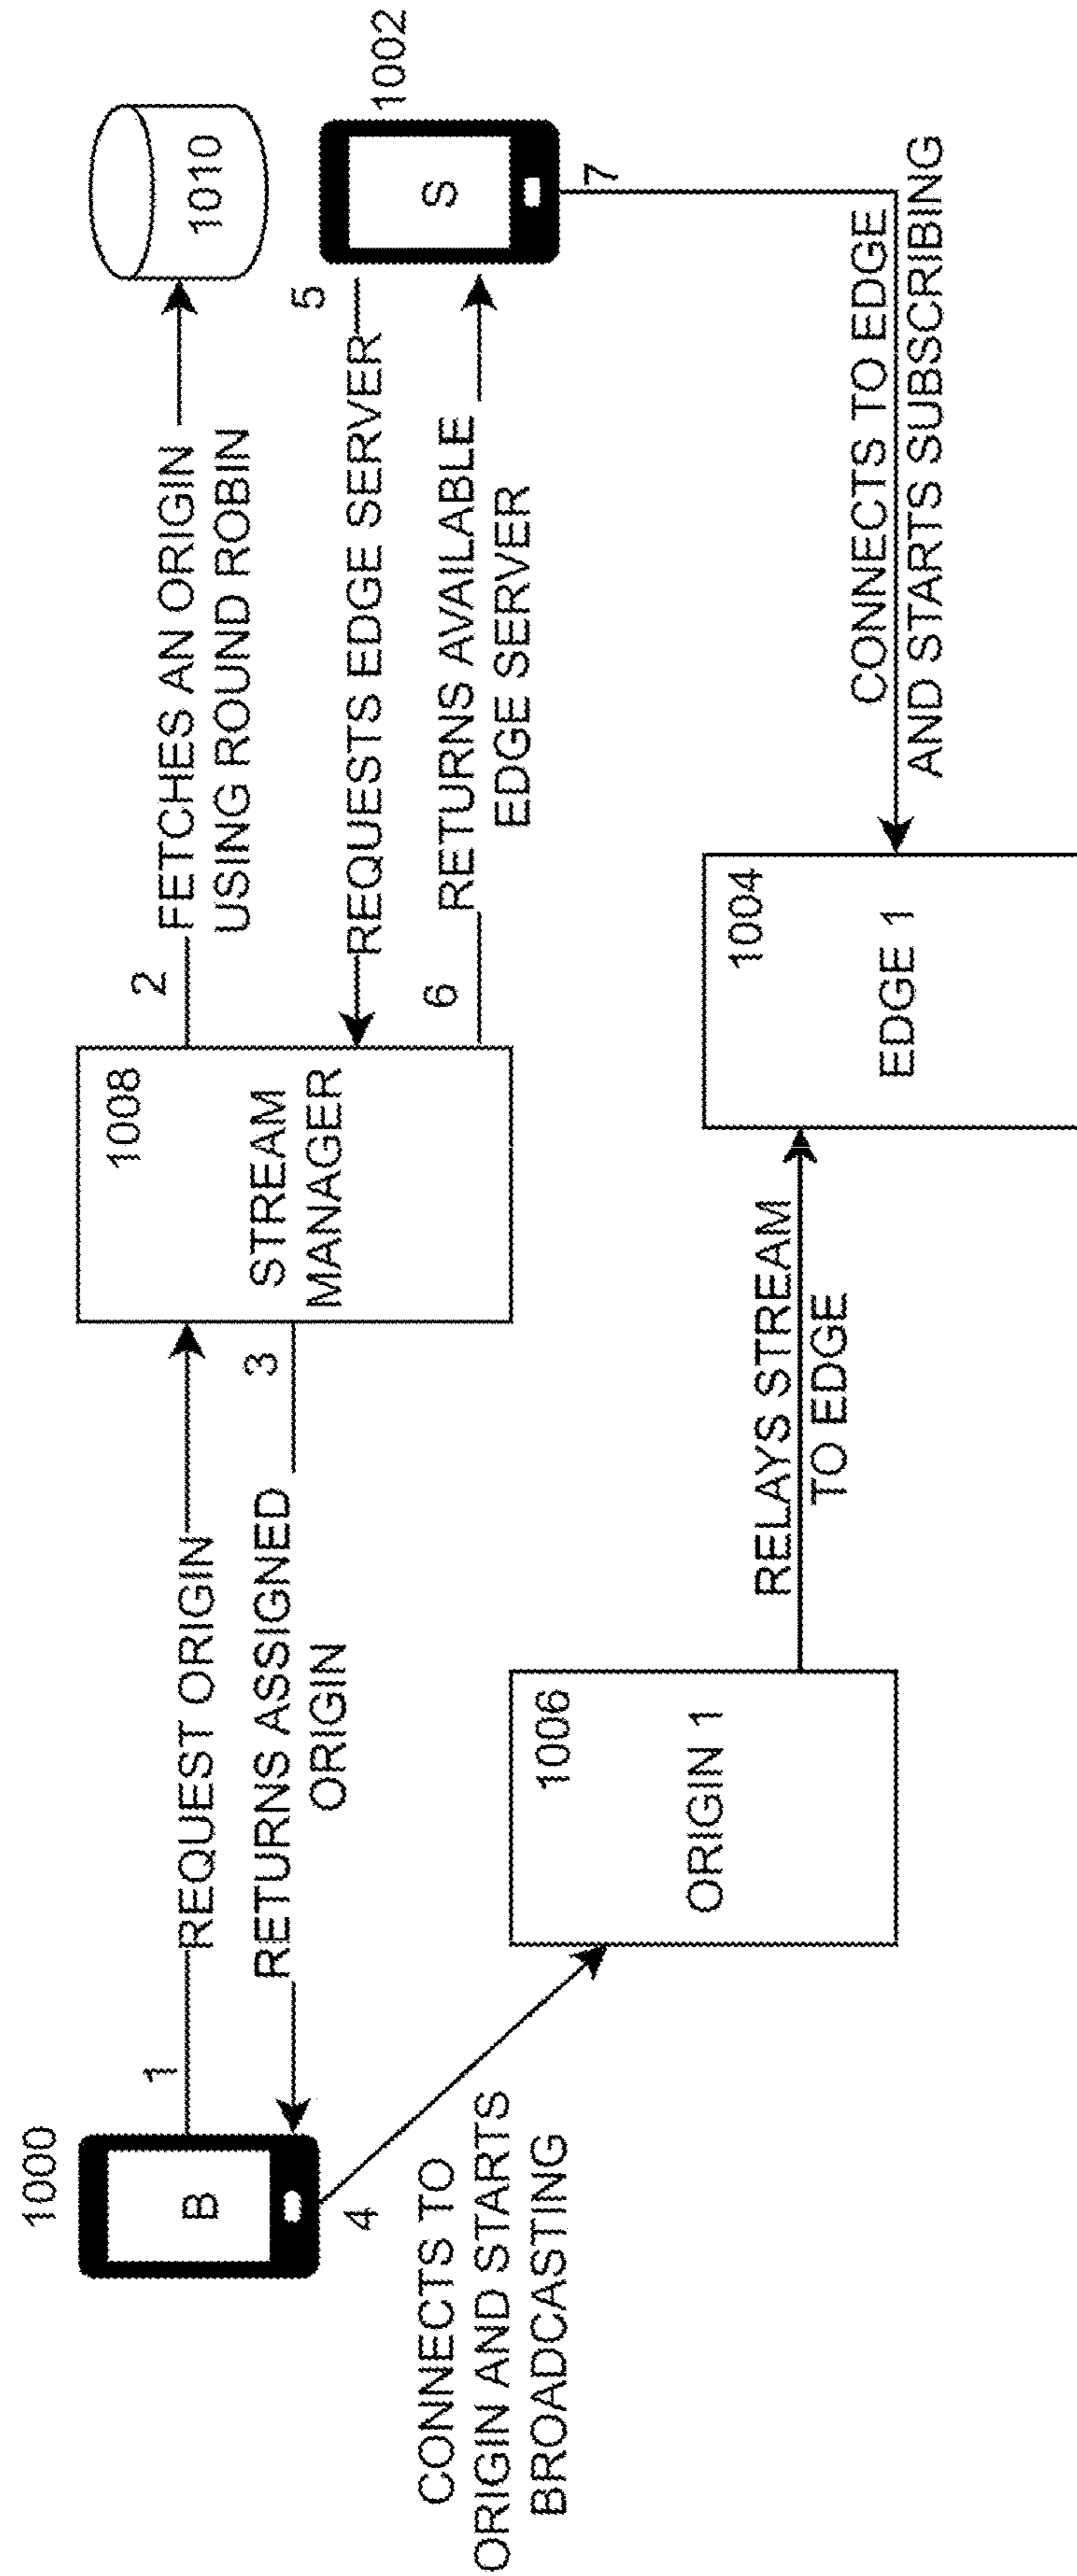 1000
B
1
REQUEST ORIGIN
3
RETURNS ASSIGNED
ORIGIN
1008
STREAM
MANAGER
2
FETCHES AN ORIGIN
USING ROUND ROBIN
1010
5
REQUESTS EDGE SERVER
6
RETURNS AVAILABLE
EDGE SERVER
1002
S
7
4
CONNECTS TO
ORIGIN AND STARTS
BROADCASTING
1006
ORIGIN 1
RELAYS STREAM
TO EDGE
1004
EDGE 1
CONNECTS TO EDGE
AND STARTS SUBSCRIBING